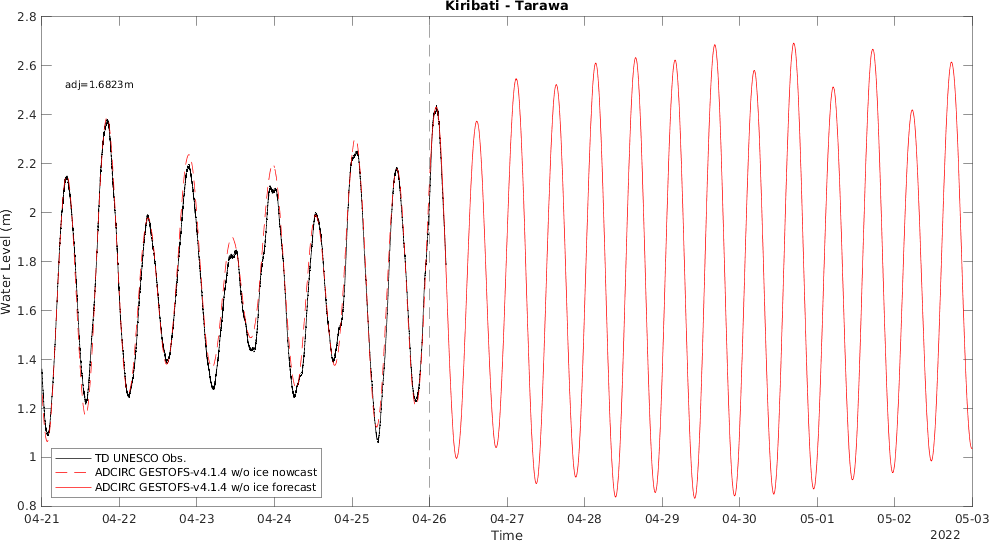 Kiribati - Tarawa
2.8
2.6
2.4
2.2
2
1.8
1.6
1.4
1.2
1
0.8
Water Level (m)
adj=1.6823m
TD UNESCO Obs.
ADCIRC GESTOFS-v4.1.4 w/o ice nowcast
ADCIRC GESTOFS-v4.1.4 w/o ice forecast
04-21 04-22 04-23 04-24 04-25 04-26 04-27 04-28 04-29 04-30 05-01 05-02 05-03
Time
2022